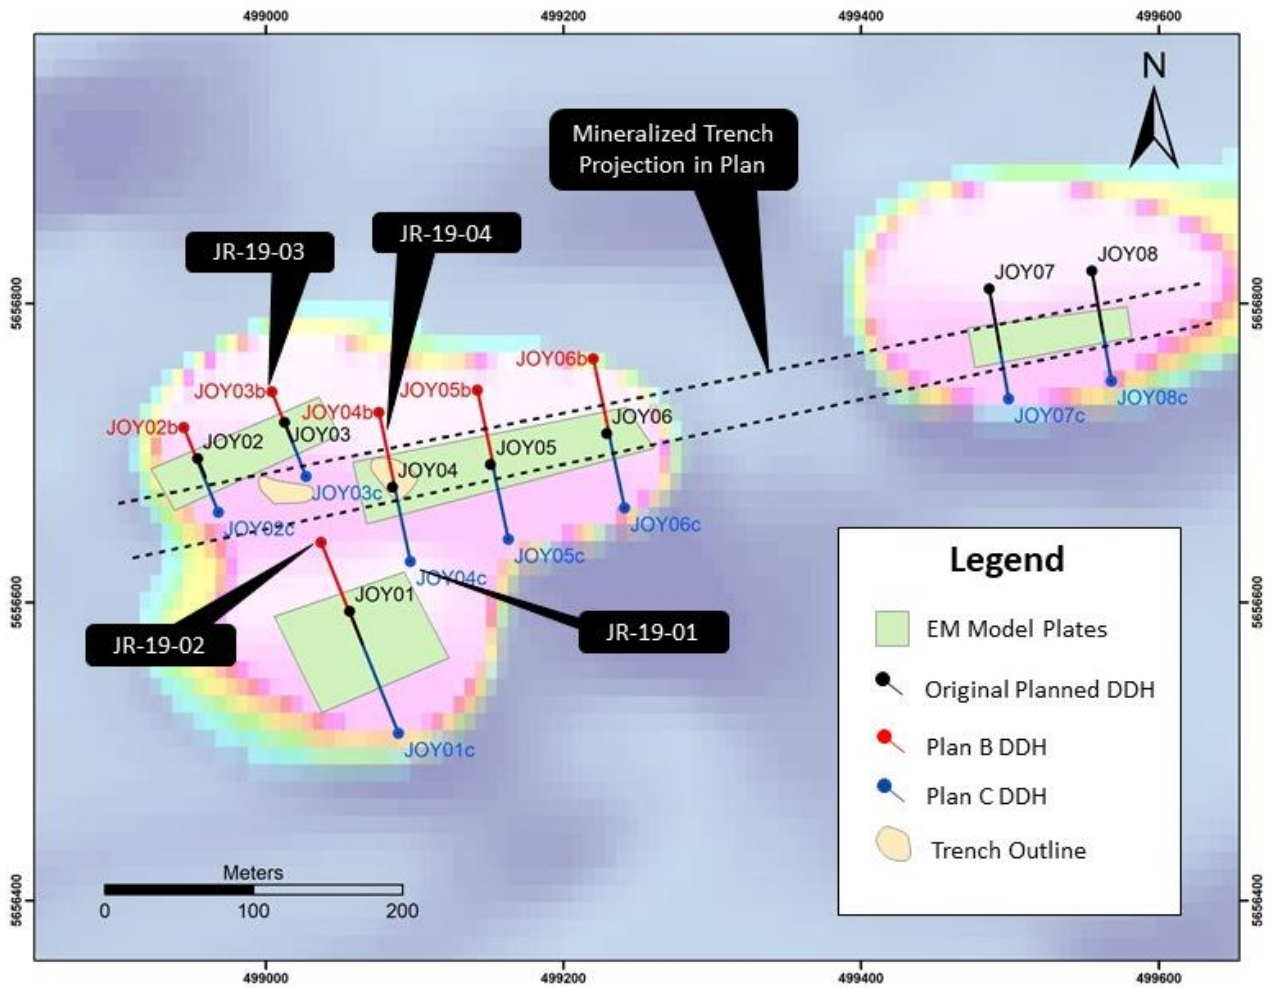 499000
499200
499400
499600
N
Mineralized Trench
Projection in Plan
JR-19-04
JR-19-03
JOY08
JOY07
5656800
5656800
JOY06b
JOY03b
JOY05b
JOY07c
JOY08c
JOY04b
JOY06
JOY02b
JOY03
JOY02
JOY05
JOY04
JOY03c
JOY02c
JOY06c
JOY05c
JOY04c
JOY01
5656600
5656600
JR-19-02
JR-19-01
JOY01c
Legend
EM Model Plates
Original Planned DDH
Plan B DDH
Plan C DDH
Trench Outline
Meters
0
100
200
5656400
5656400
499000
499200
499400
499600